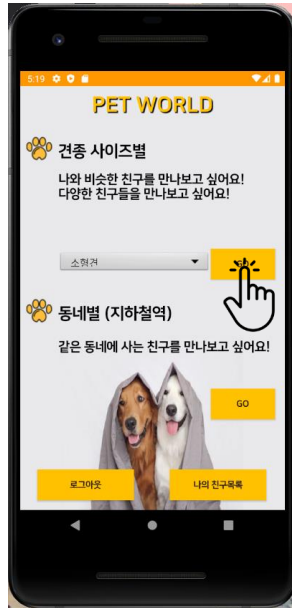 5:19
PET WORLD
견종 사이즈별
나와 비슷한 친구를 만나보고 싶어요!
다양한 친구들을 만나보고 싶어요!
소형견
동네별 (지하철역)
같은 동네에 사는 친구를 만나보고 싶어요!
GO
로그아웃
나의 친구목록